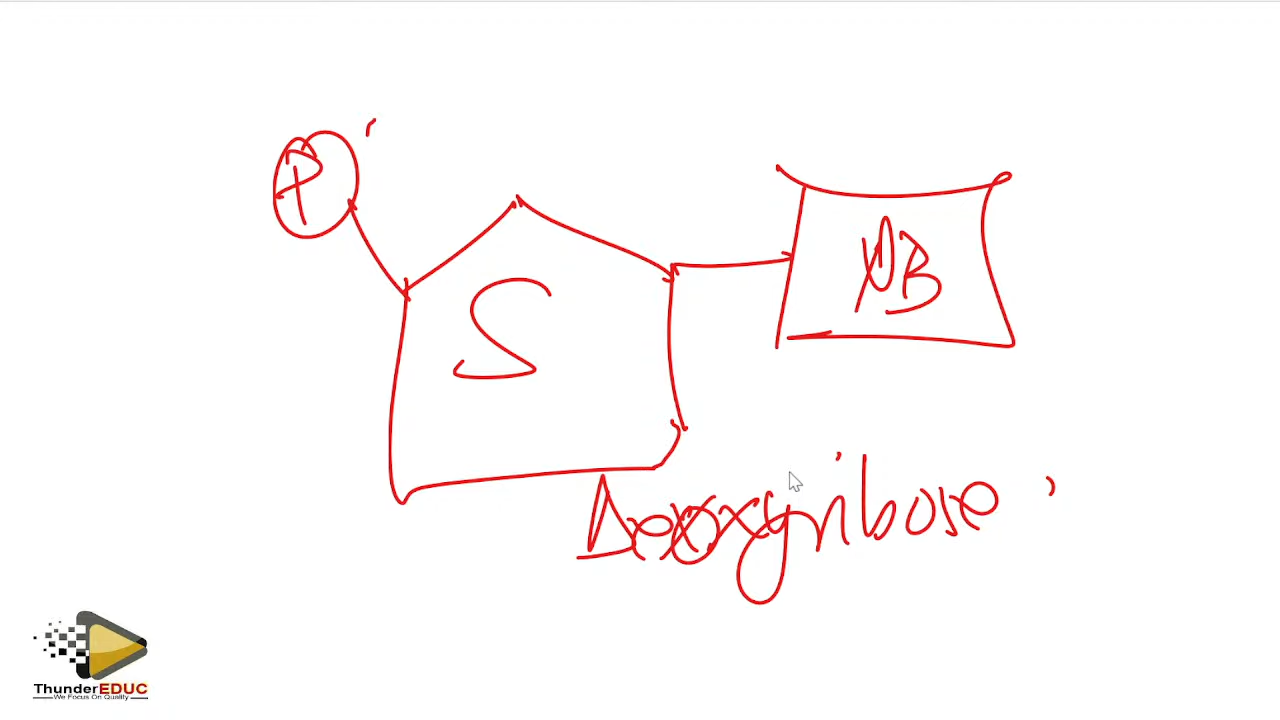 P
S
NB
Deoxyribose
ThunderEDUC
We Focus On Quality